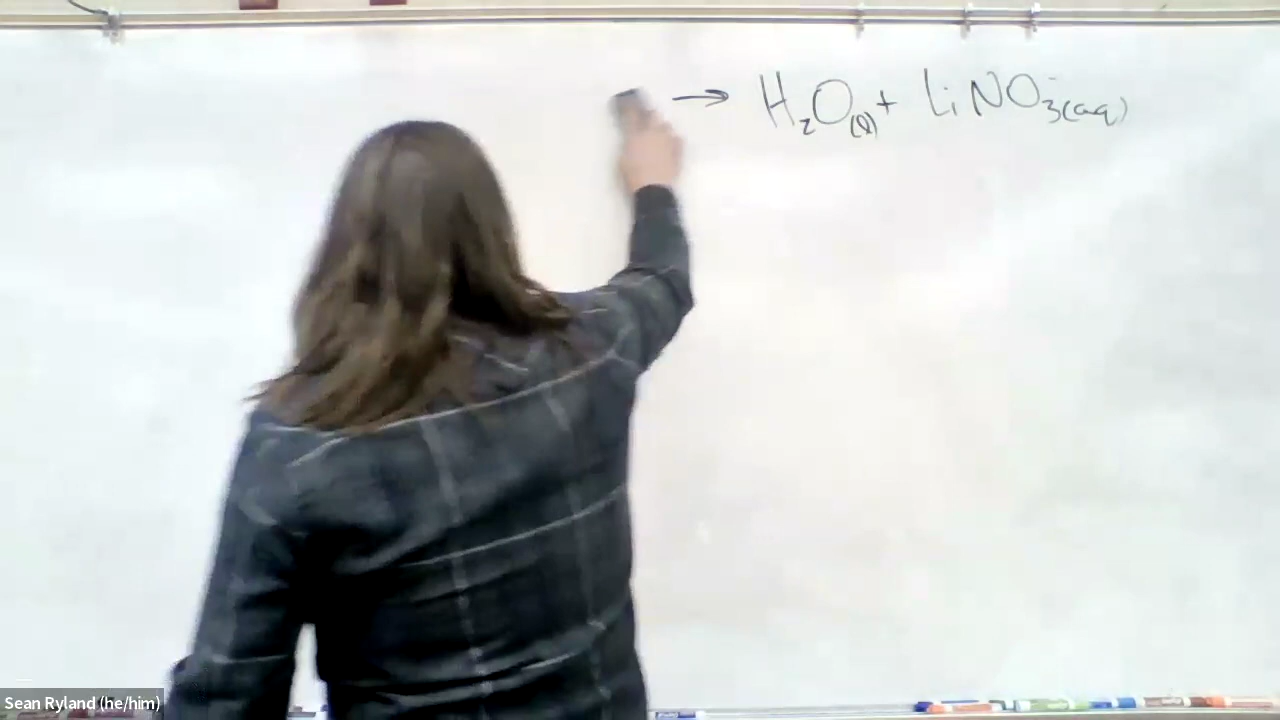 → H₂O(l) + LiNO₃⁻(aq)
Sean Ryland (he/him)